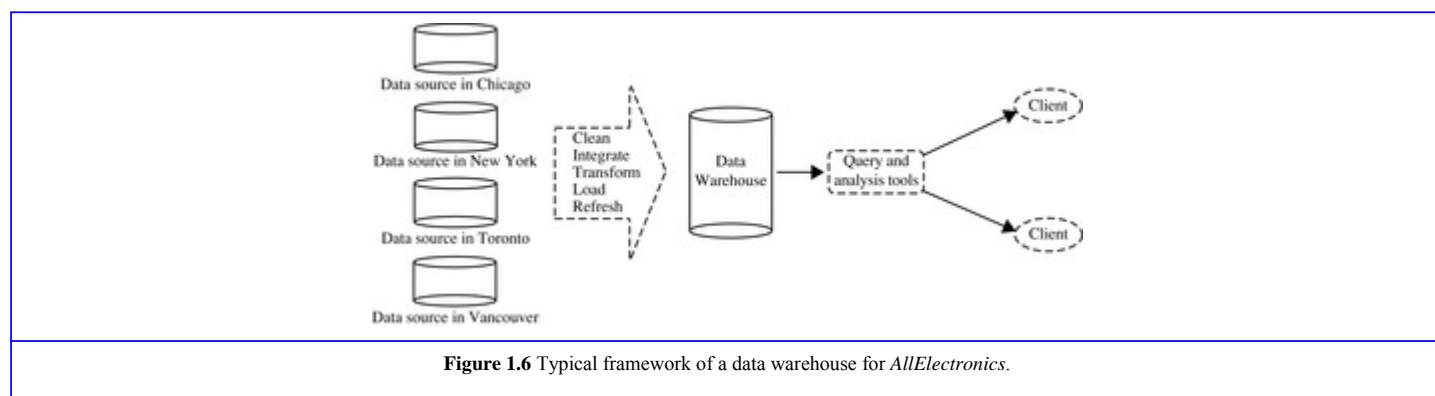 Data source in Chicago
Data source in New York
Data source in Toronto
Data source in Vancouver
Clean
Integrate
Transform
Load
Refresh
Data
Warehouse
Query and
analysis tools
Client
Client
Figure 1.6 Typical framework of a data warehouse for AllElectronics.